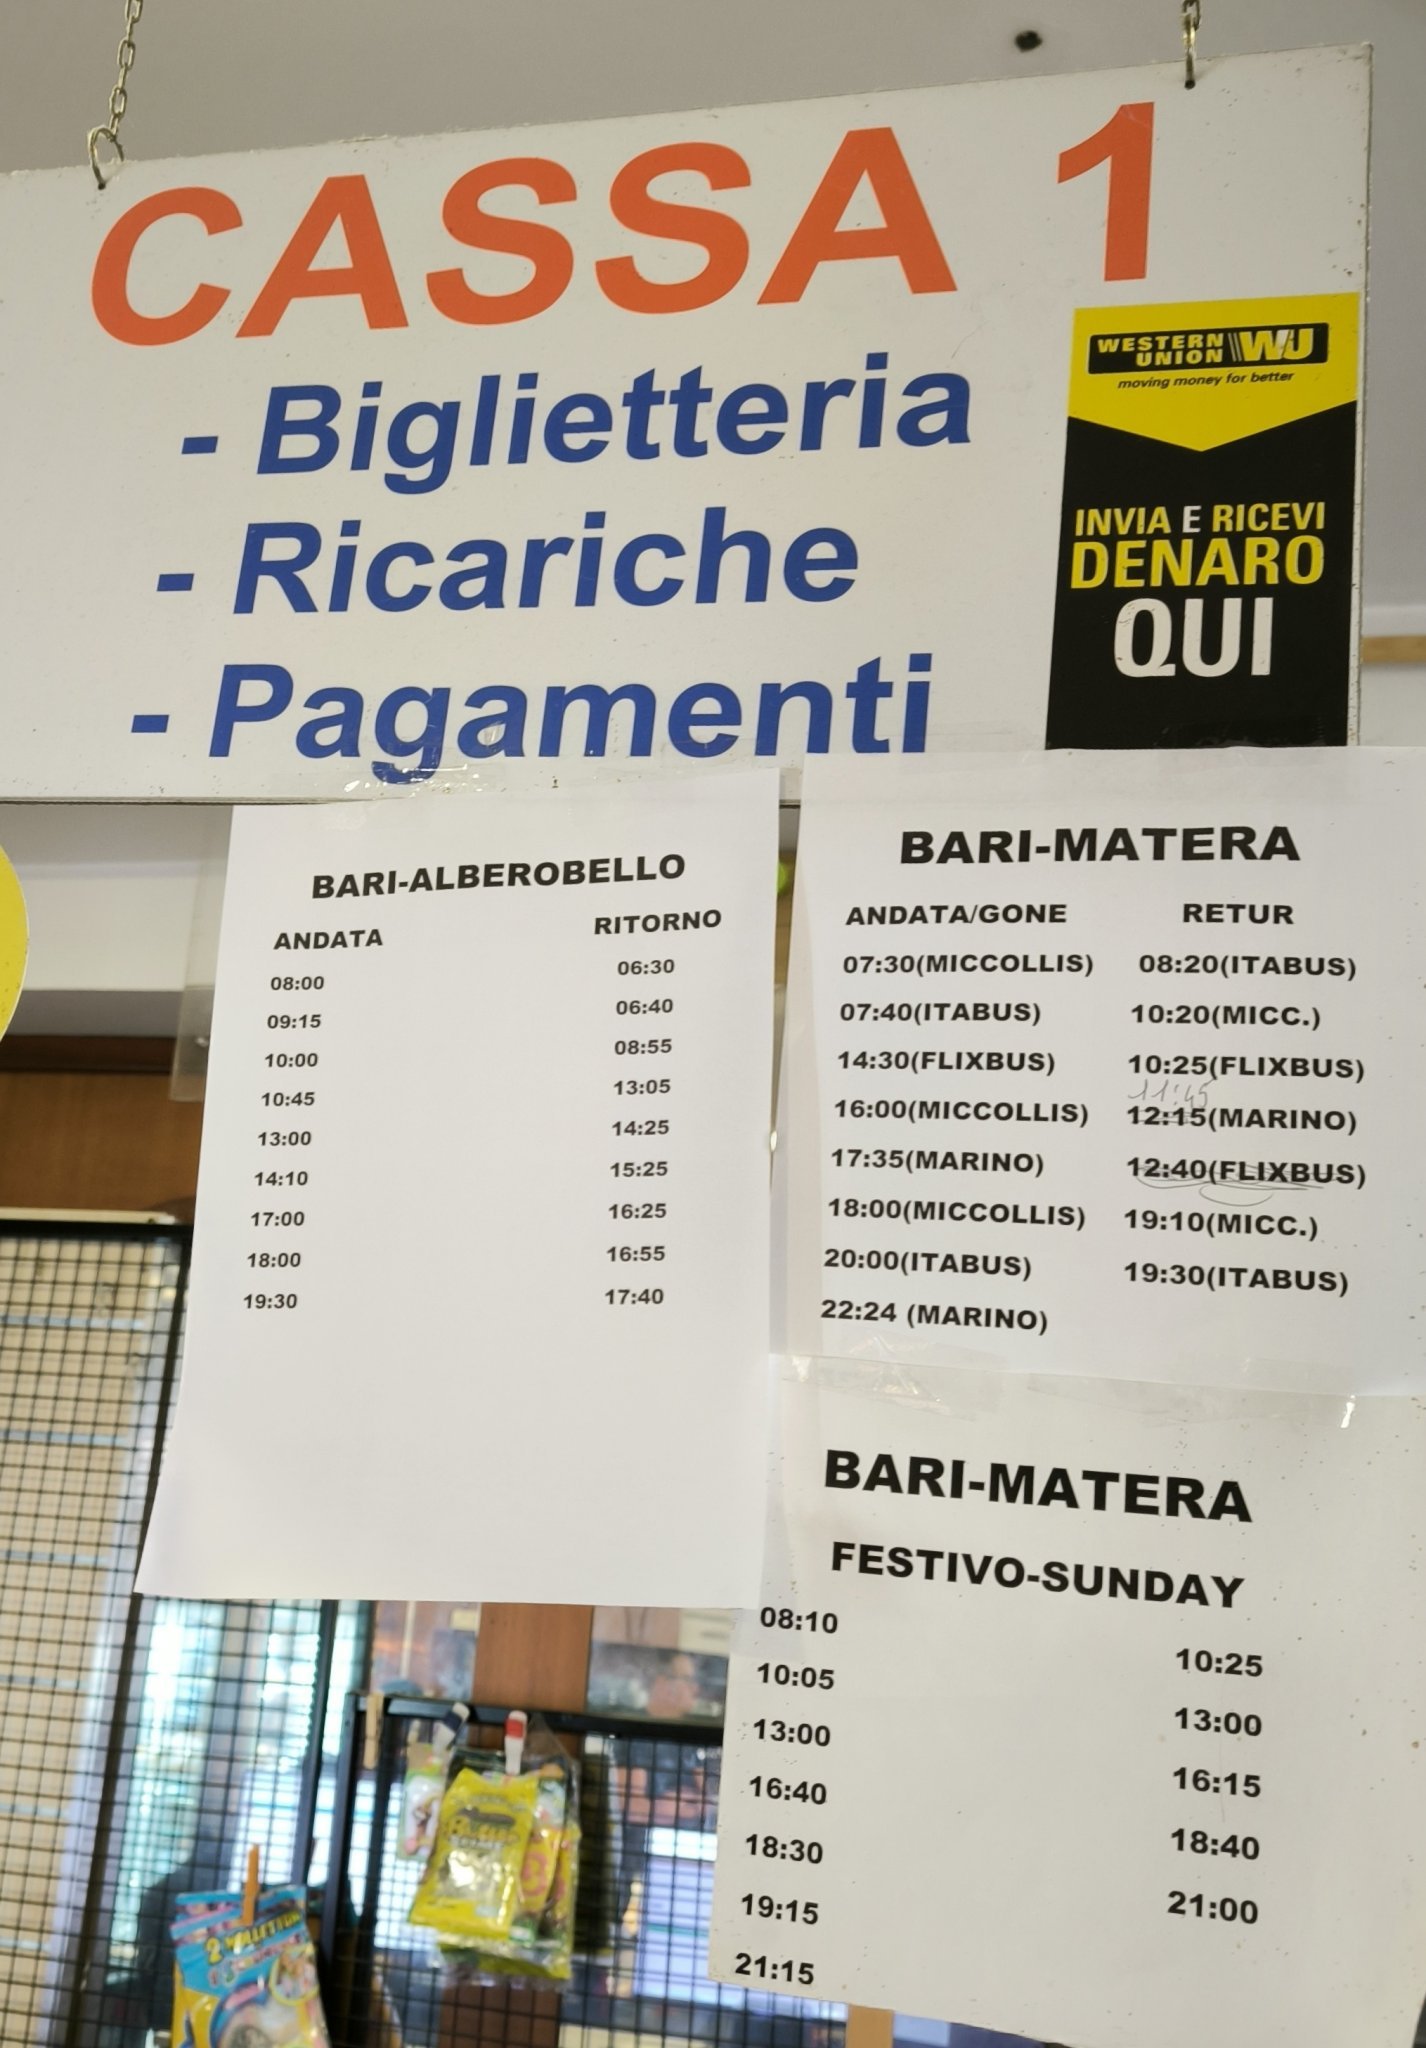 CASSA 1
- Biglietteria
- Ricariche
- Pagamenti
WESTERN UNION WU
moving money for better
INVIA E RICEVI
DENARO
QUI
BARI-ALBEROBELLO
ANDATA RITORNO
08:00 06:30
09:15 06:40
10:00 08:55
10:45 13:05
13:00 14:25
14:10 15:25
17:00 16:25
18:00 16:55
19:30 17:40
BARI-MATERA
ANDATA/GONE RETUR
07:30(MICCOLLIS) 08:20(ITABUS)
07:40(ITABUS) 10:20(MICC.)
14:30(FLIXBUS) 10:25(FLIXBUS)
11:45
16:00(MICCOLLIS) 12:15(MARINO)
17:35(MARINO) 12:40(FLIXBUS)
18:00(MICCOLLIS) 19:10(MICC.)
20:00(ITABUS) 19:30(ITABUS)
22:24 (MARINO)
BARI-MATERA
FESTIVO-SUNDAY
08:10 10:25
10:05 13:00
13:00 16:15
16:40 18:40
18:30 21:00
19:15
21:15